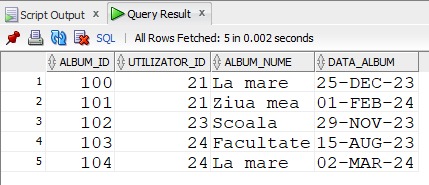 Script Output Query Result
SQL All Rows Fetched: 5 in 0.002 seconds
ALBUM_ID UTILIZATOR_ID ALBUM_NUME DATA_ALBUM
1 100 21 La mare 25-DEC-23
2 101 21 Ziua mea 01-FEB-24
3 102 23 Scoala 29-NOV-23
4 103 24 Facultate 15-AUG-23
5 104 24 La mare 02-MAR-24